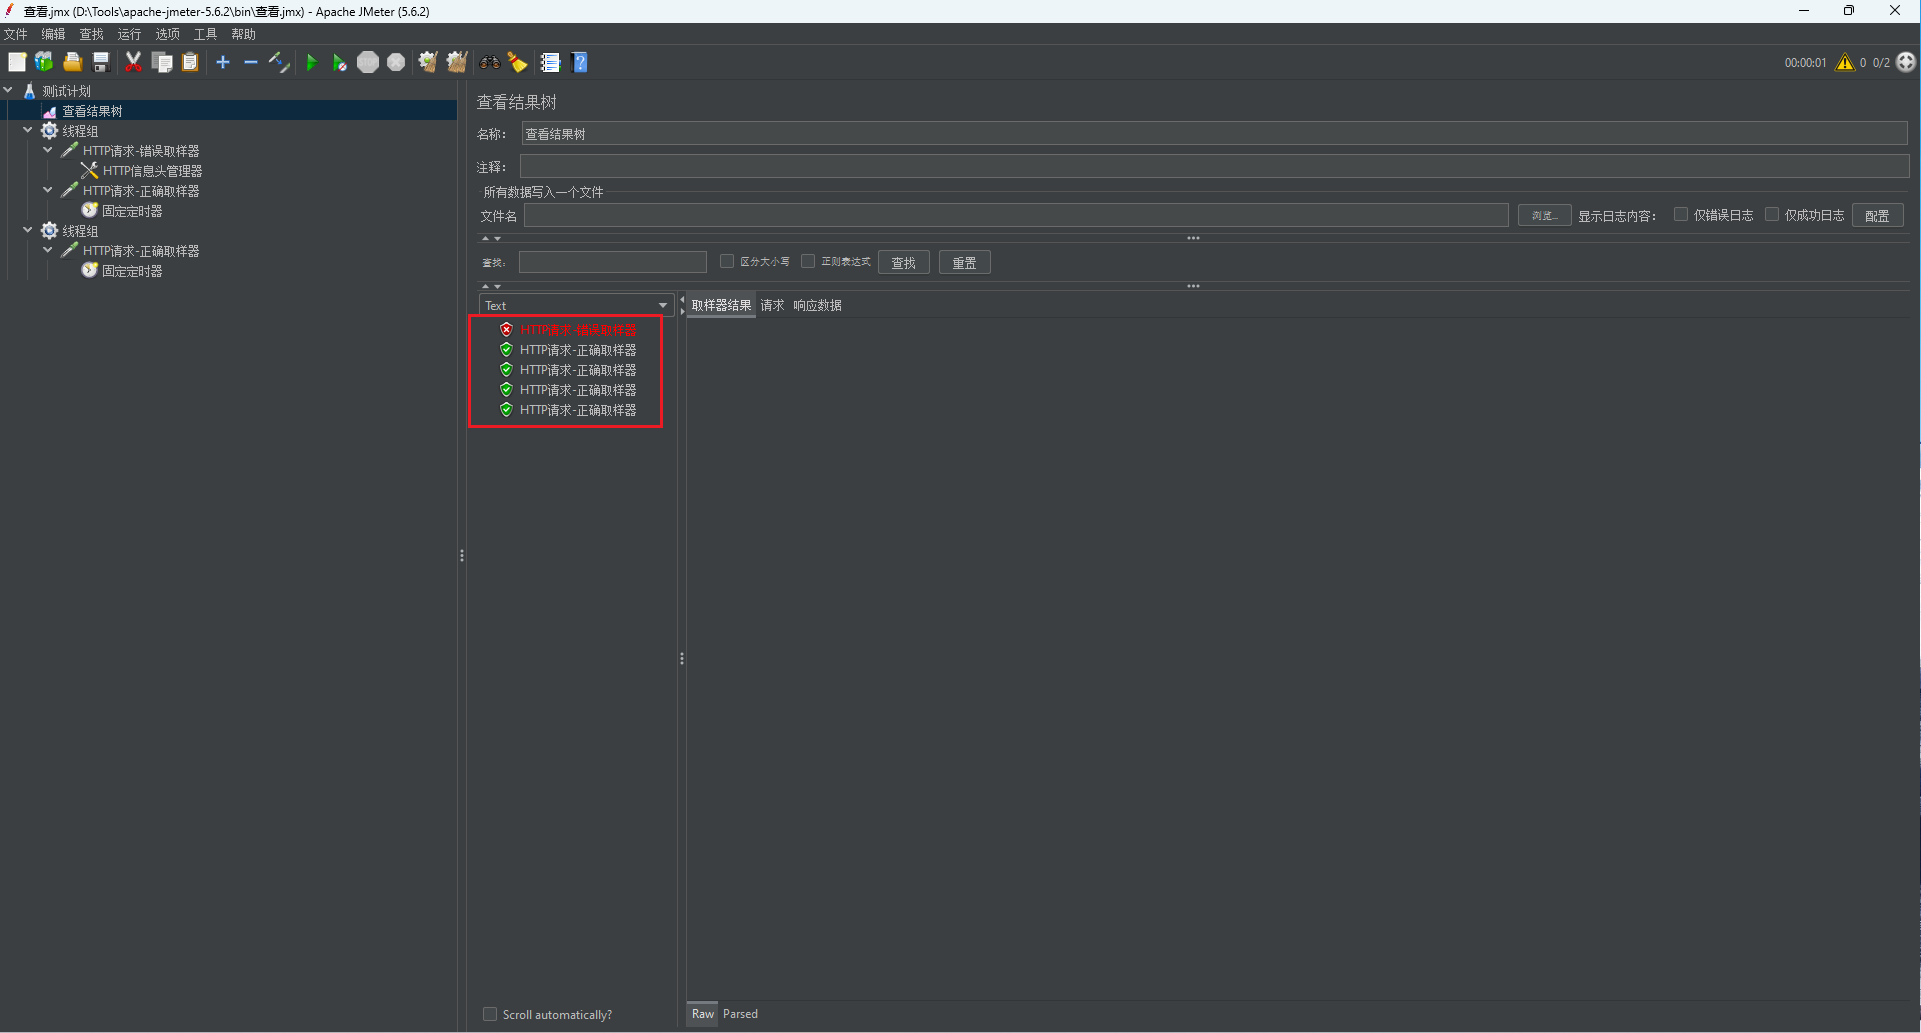 查看.jmx (D:\Tools\apache-jmeter-5.6.2\bin\查看.jmx) - Apache JMeter (5.6.2)
文件 编辑 查找 运行 选项 工具 帮助
00:00:01 0 0/2
测试计划
查看结果树
线程组
HTTP请求-错误取样器
HTTP信息头管理器
HTTP请求-正确取样器
固定定时器
线程组
HTTP请求-正确取样器
固定定时器
查看结果树
名称: 查看结果树
注释:
所有数据写入一个文件
文件名 浏览... 显示日志内容: 仅错误日志 仅成功日志 配置
查找: 区分大小写 正则表达式 查找 重置
Text
取样器结果 请求 响应数据
HTTP请求-错误取样器
HTTP请求-正确取样器
HTTP请求-正确取样器
HTTP请求-正确取样器
HTTP请求-正确取样器
Scroll automatically?
Raw Parsed